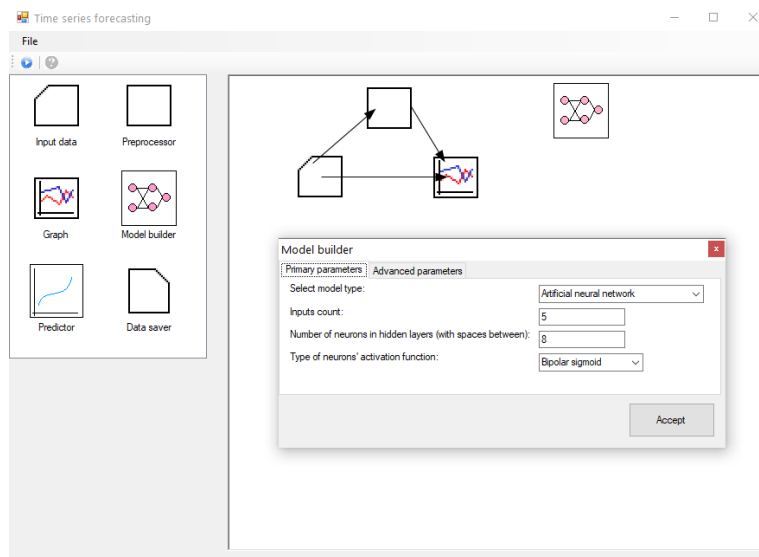 Time series forecasting
File
Input data
Preprocessor
Graph
Model builder
Predictor
Data saver
Model builder
Primary parameters
Advanced parameters
Select model type:
Artificial neural network
Inputs count:
5
Number of neurons in hidden layers (with spaces between):
8
Type of neurons' activation function:
Bipolar sigmoid
Accept